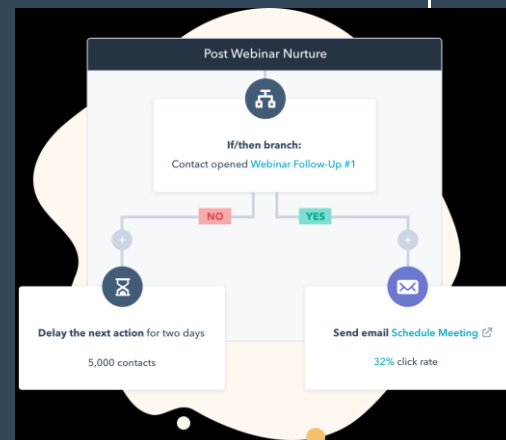 Post Webinar Nurture
If/then branch:
Contact opened Webinar Follow-Up #1
NO
YES
Delay the next action for two days
5,000 contacts
Send email Schedule Meeting
32% click rate